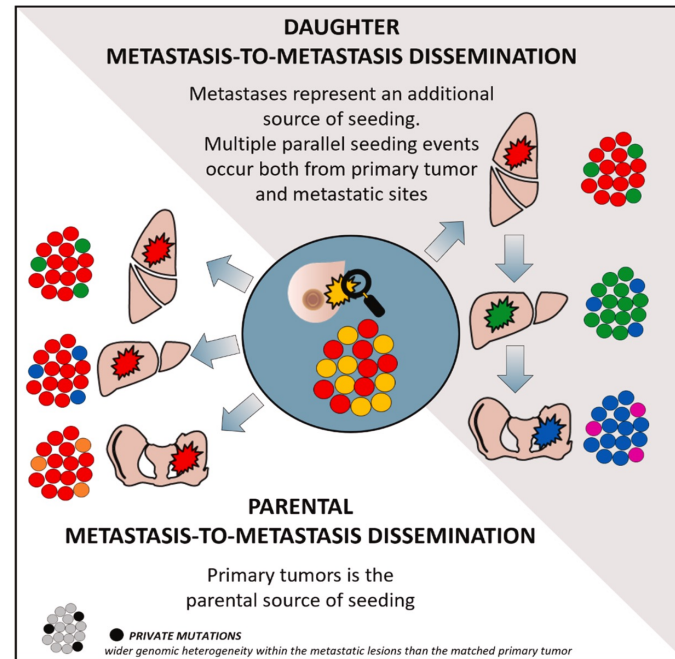 DAUGHTER
METASTASIS-TO-METASTASIS DISSEMINATION
Metastases represent an additional
source of seeding.
Multiple parallel seeding events
occur both from primary tumor
and metastatic sites
PARENTAL
METASTASIS-TO-METASTASIS DISSEMINATION
Primary tumors is the
parental source of seeding
PRIVATE MUTATIONS
wider genomic heterogeneity within the metastatic lesions than the matched primary tumor